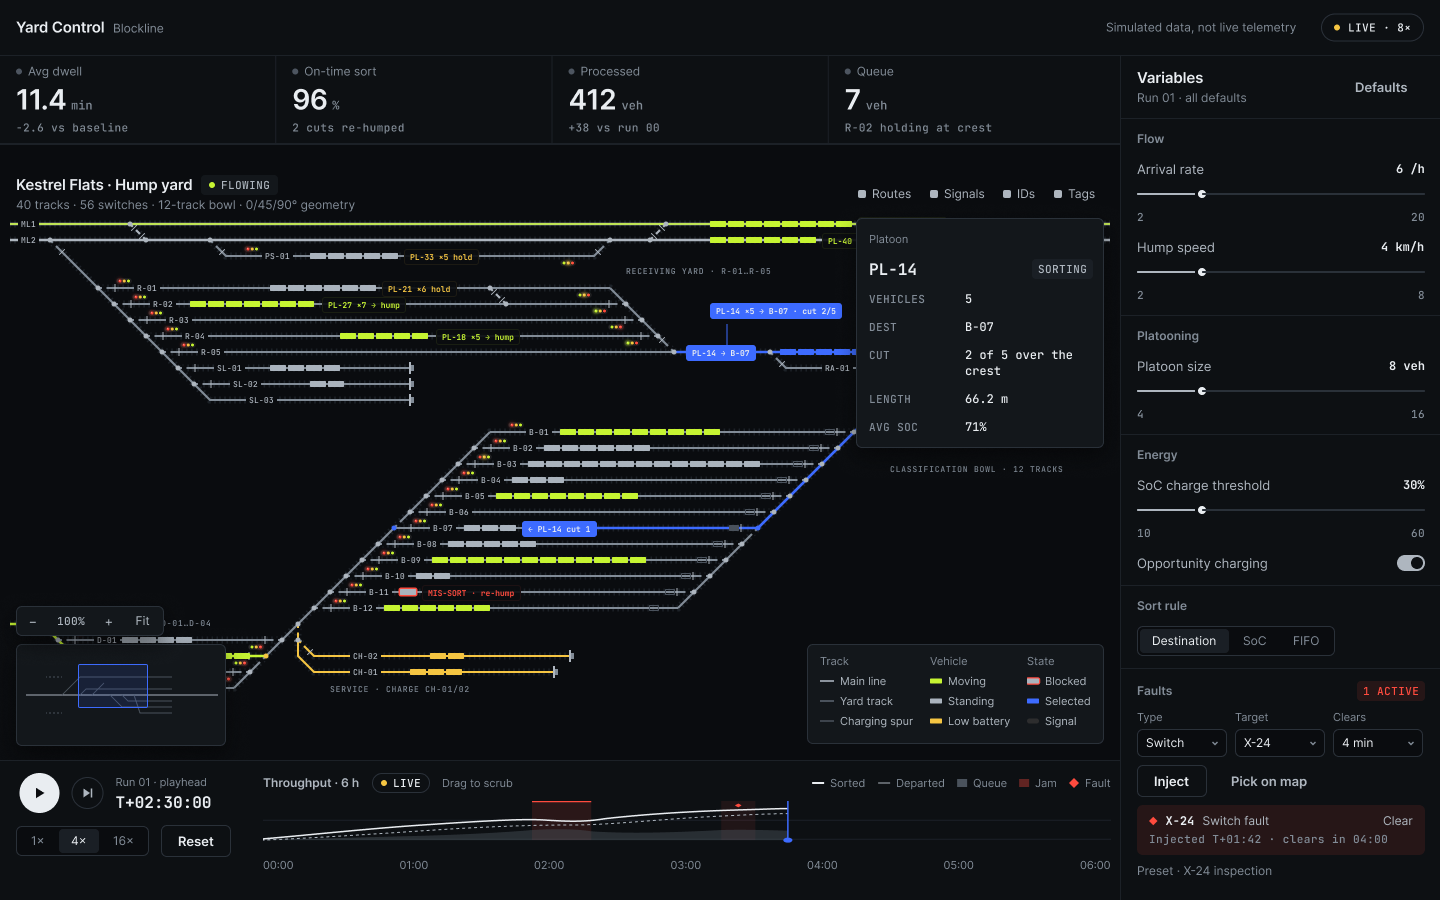 Yard Control Blockline
Simulated data, not live telemetry
LIVE · 8×
Avg dwell
11.4 min
-2.6 vs baseline
On-time sort
96 %
2 cuts re-humped
Processed
412 veh
+38 vs run 00
Queue
7 veh
R-02 holding at crest
Kestrel Flats · Hump yard
FLOWING
40 tracks · 56 switches · 12-track bowl · 0/45/90° geometry
Routes
Signals
IDs
Tags
ML1
ML2
PL-40
PS-01
PL-33 ×5 hold
RECEIVING YARD · R-01…R-05
R-01
PL-21 ×6 hold
R-02
PL-27 ×7 → hump
R-03
R-04
PL-18 ×5 → hump
R-05
SL-01
SL-02
SL-03
PL-14 ×5 → B-07 · cut 2/5
PL-14 → B-07
RA-01
Platoon
PL-14
SORTING
VEHICLES 5
DEST B-07
CUT 2 of 5 over the
crest
LENGTH 66.2 m
AVG SOC 71%
CLASSIFICATION BOWL · 12 TRACKS
B-01
B-02
B-03
B-04
B-05
B-06
B-07
← PL-14 cut 1
B-08
B-09
B-10
B-11
MIS-SORT · re-hump
B-12
− 100% + Fit
D-01
CH-02
CH-01
SERVICE · CHARGE CH-01/02
Track
Main line
Yard track
Charging spur
Vehicle
Moving
Standing
Low battery
State
Blocked
Selected
Signal
Run 01 · playhead
T+02:30:00
1×
4×
16×
Reset
Throughput · 6 h
LIVE
Drag to scrub
Sorted
Departed
Queue
Jam
Fault
00:00
01:00
02:00
03:00
04:00
05:00
06:00
Variables
Run 01 · all defaults
Defaults
Flow
Arrival rate 6 /h
2 20
Hump speed 4 km/h
2 8
Platooning
Platoon size 8 veh
4 16
Energy
SoC charge threshold 30%
10 60
Opportunity charging
Sort rule
Destination
SoC
FIFO
Faults
1 ACTIVE
Type
Target
Clears
Switch
X-24
4 min
Inject
Pick on map
X-24 Switch fault Clear
Injected T+01:42 · clears in 04:00
Preset · X-24 inspection